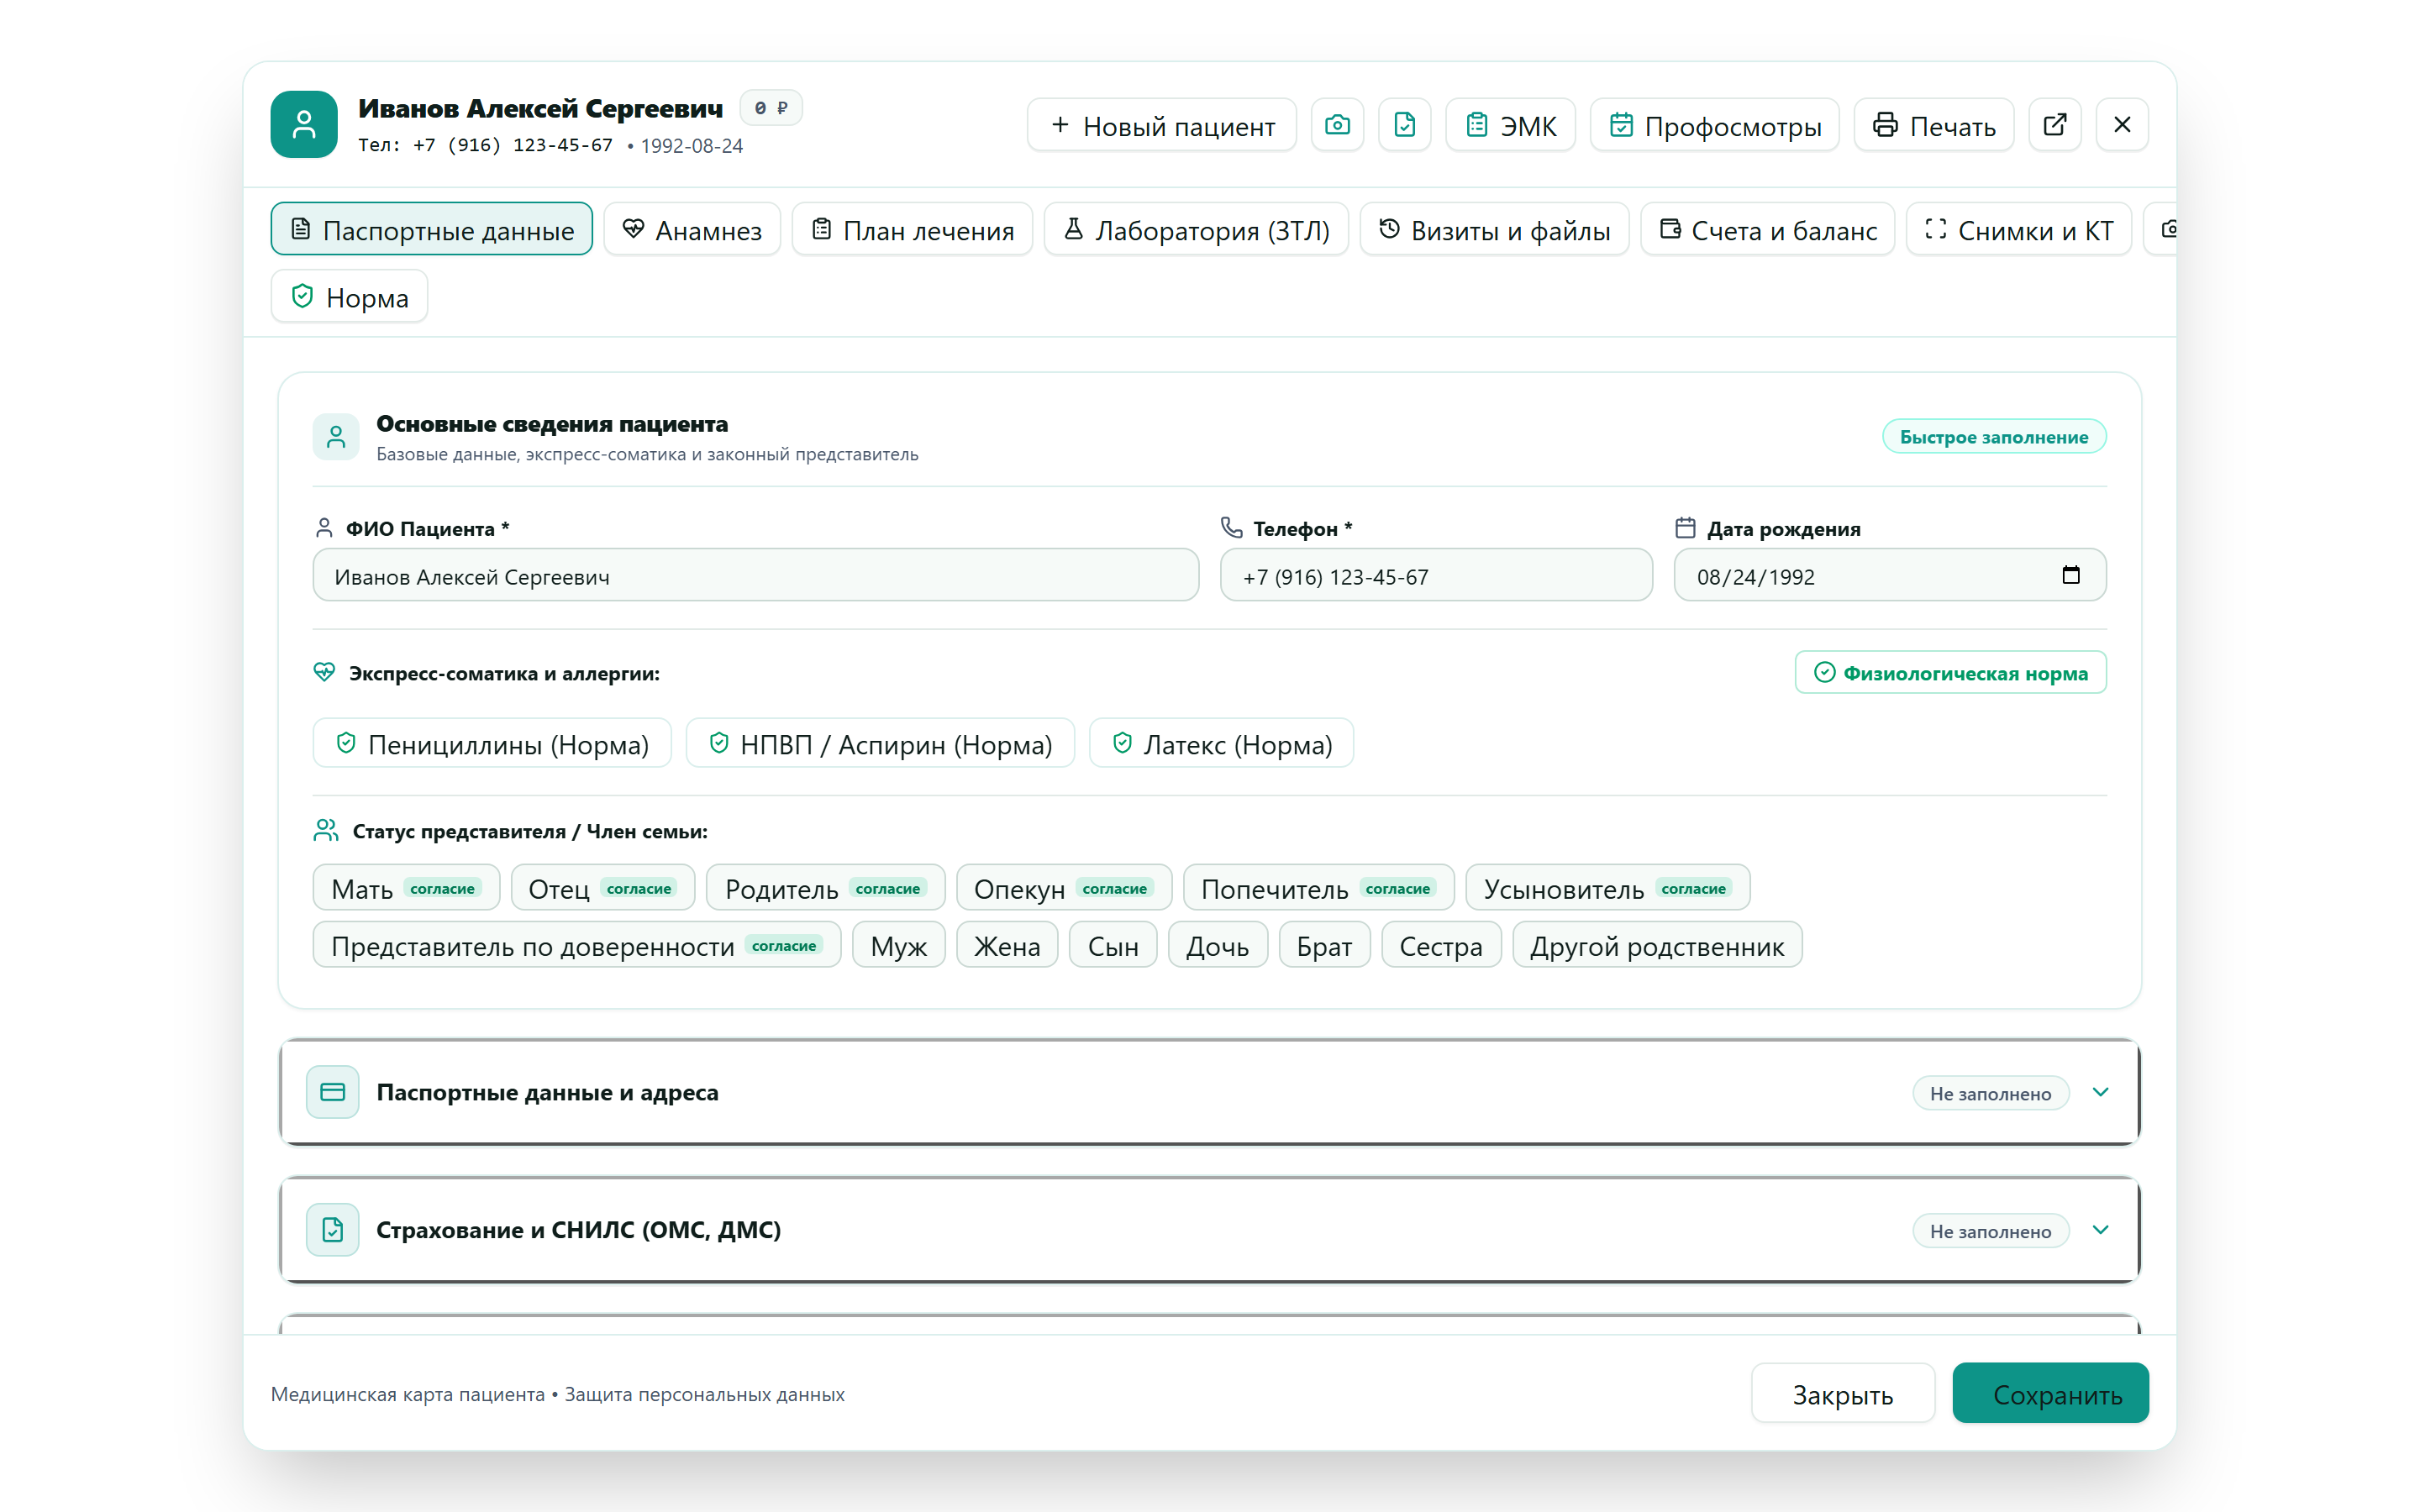 Иванов Алексей Сергеевич 0 ₽
Тел: +7 (916) 123-45-67 • 1992-08-24
Новый пациент ЭМК Профосмотры Печать
Паспортные данные Анамнез План лечения Лаборатория (ЗТЛ) Визиты и файлы Счета и баланс Снимки и КТ
Норма
Основные сведения пациента
Базовые данные, экспресс-соматика и законный представитель
Быстрое заполнение
ФИО Пациента * Телефон * Дата рождения
Иванов Алексей Сергеевич +7 (916) 123-45-67 08/24/1992
Экспресс-соматика и аллергии: Физиологическая норма
Пенициллины (Норма) НПВП / Аспирин (Норма) Латекс (Норма)
Статус представителя / Член семьи:
Мать согласие Отец согласие Родитель согласие Опекун согласие Попечитель согласие Усыновитель согласие
Представитель по доверенности согласие Муж Жена Сын Дочь Брат Сестра Другой родственник
Паспортные данные и адреса Не заполнено
Страхование и СНИЛС (ОМС, ДМС) Не заполнено
Медицинская карта пациента • Защита персональных данных Закрыть Сохранить